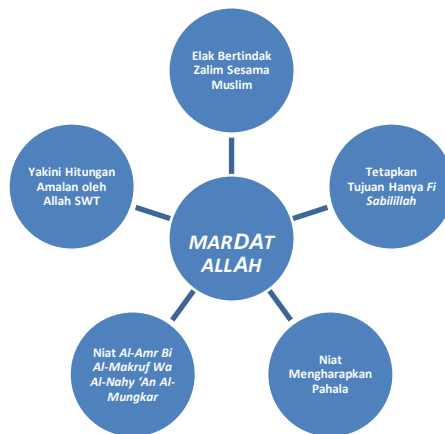 Elak Bertindak
Zalim Sesama
Muslim
Tetapkan
Tujuan Hanya Fi
Sabilillah
Niat
Mengharapkan
Pahala
Niat Al-Amr Bi
Al-Makruf Wa
Al-Nahy ‘An Al-
Mungkar
Yakini Hitungan
Amalan oleh
Allah SWT
MARDAT
ALLAH